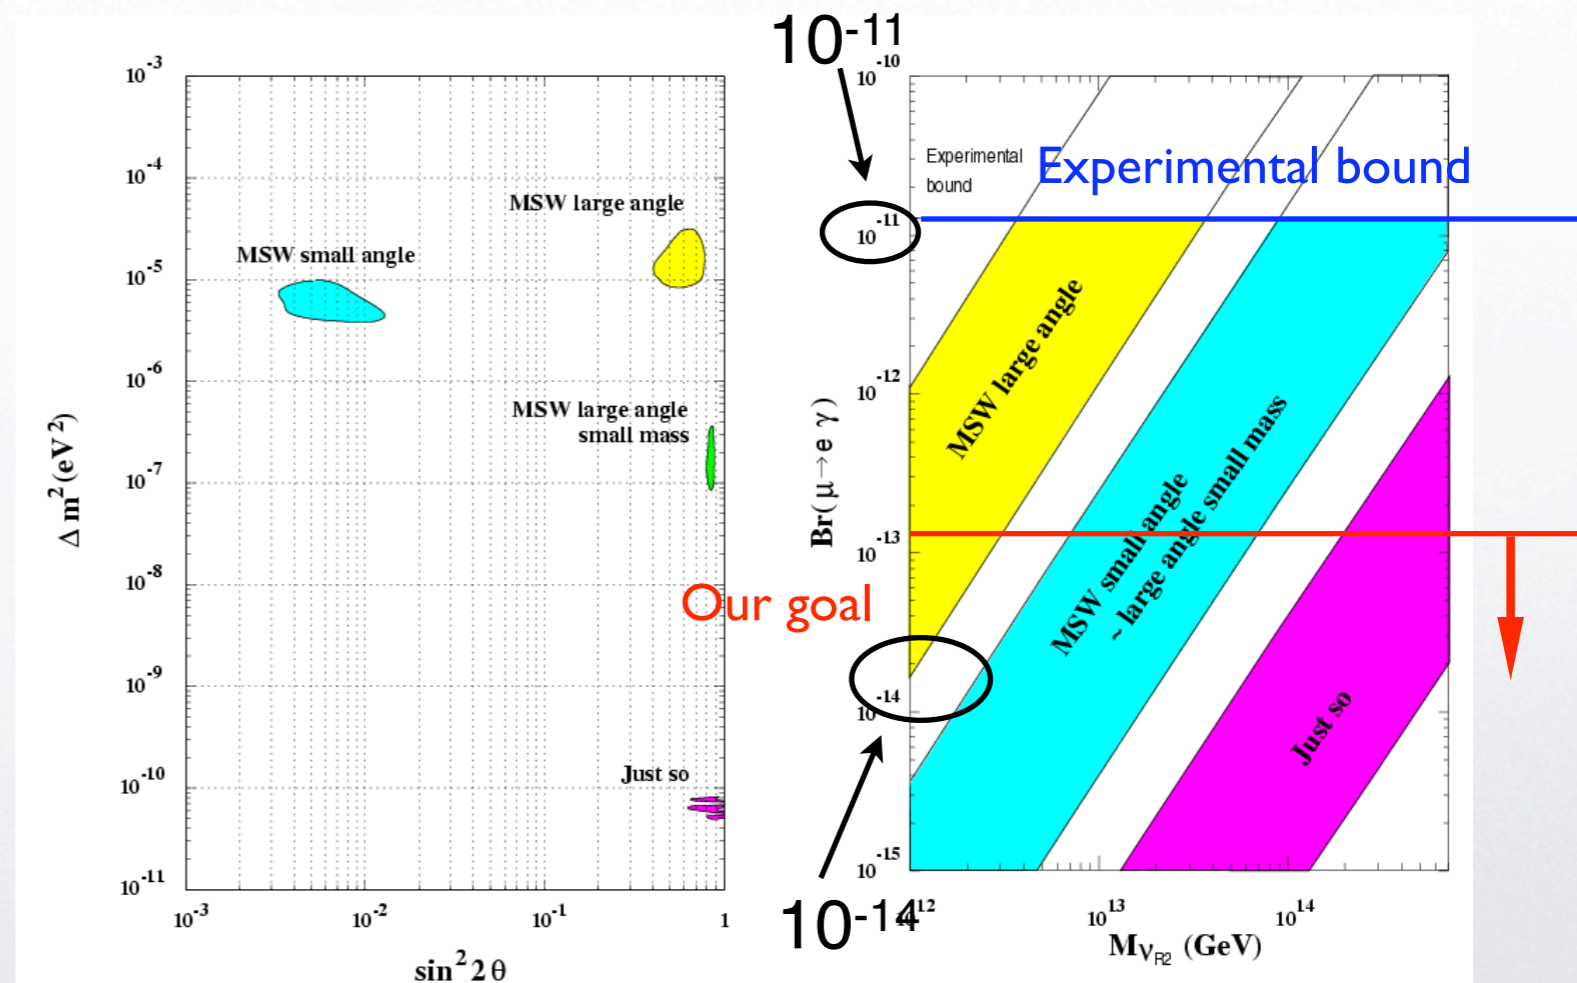 10⁻¹¹
10⁻³
10⁻⁴
10⁻⁵
10⁻⁶
10⁻⁷
10⁻⁸
10⁻⁹
10⁻¹⁰
10⁻¹¹
Δ m² (eV²)
MSW large angle
MSW small angle
MSW large angle
small mass
Just so
10⁻³
10⁻²
10⁻¹
1
sin² 2θ
10⁻¹⁰
10⁻¹¹
10⁻¹²
10⁻¹³
10⁻¹⁴
10⁻¹⁵
Br(μ→e γ)
Experimental
bound
Experimental bound
MSW large angle
MSW small angle
~ large angle small mass
Just so
Our goal
10⁻¹⁴
10¹²
10¹³
10¹⁴
M_{ν_{R2}} (GeV)